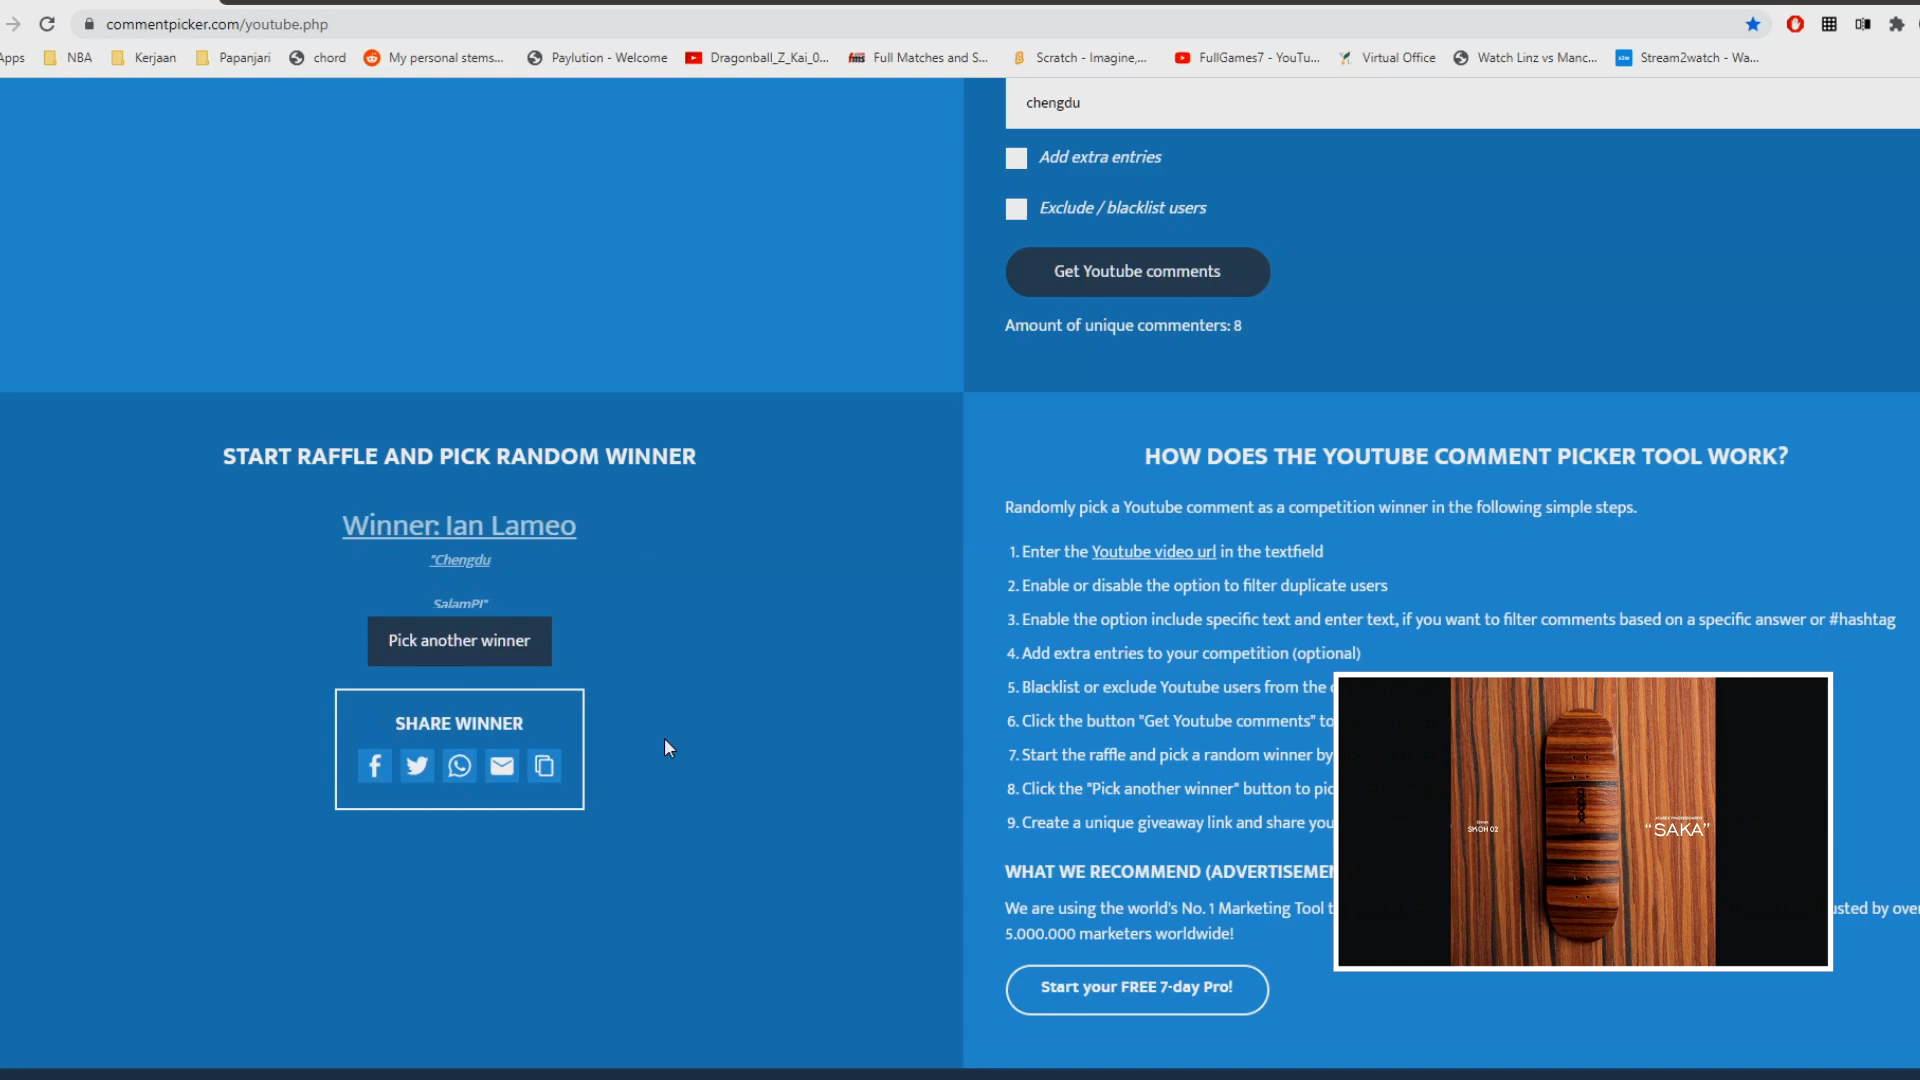 commentpicker.com/youtube.php
Apps
NBA
Kerjaan
Papanjari
chord
My personal stems...
Paylution - Welcome
Dragonball_Z_Kai_0...
Full Matches and S...
Scratch - Imagine,...
FullGames7 - YouTu...
Virtual Office
Watch Linz vs Manc...
Stream2watch - Wa...
chengdu
Add extra entries
Exclude / blacklist users
Get Youtube comments
Amount of unique commenters: 8
START RAFFLE AND PICK RANDOM WINNER
Winner: Ian Lameo
"Chengdu
SalamPJ"
Pick another winner
SHARE WINNER
HOW DOES THE YOUTUBE COMMENT PICKER TOOL WORK?
Randomly pick a Youtube comment as a competition winner in the following simple steps.
1. Enter the Youtube video url in the textfield
2. Enable or disable the option to filter duplicate users
3. Enable the option include specific text and enter text, if you want to filter comments based on a specific answer or #hashtag
4. Add extra entries to your competition (optional)
5. Blacklist or exclude Youtube users from the
6. Click the button "Get Youtube comments" to
7. Start the raffle and pick a random winner by
8. Click the "Pick another winner" button to pic
9. Create a unique giveaway link and share you
WHAT WE RECOMMEND (ADVERTISEMEN
We are using the world's No. 1 Marketing Tool t
usted by over
5.000.000 marketers worldwide!
Start your FREE 7-day Pro!
SKOH 02
"SAKA"